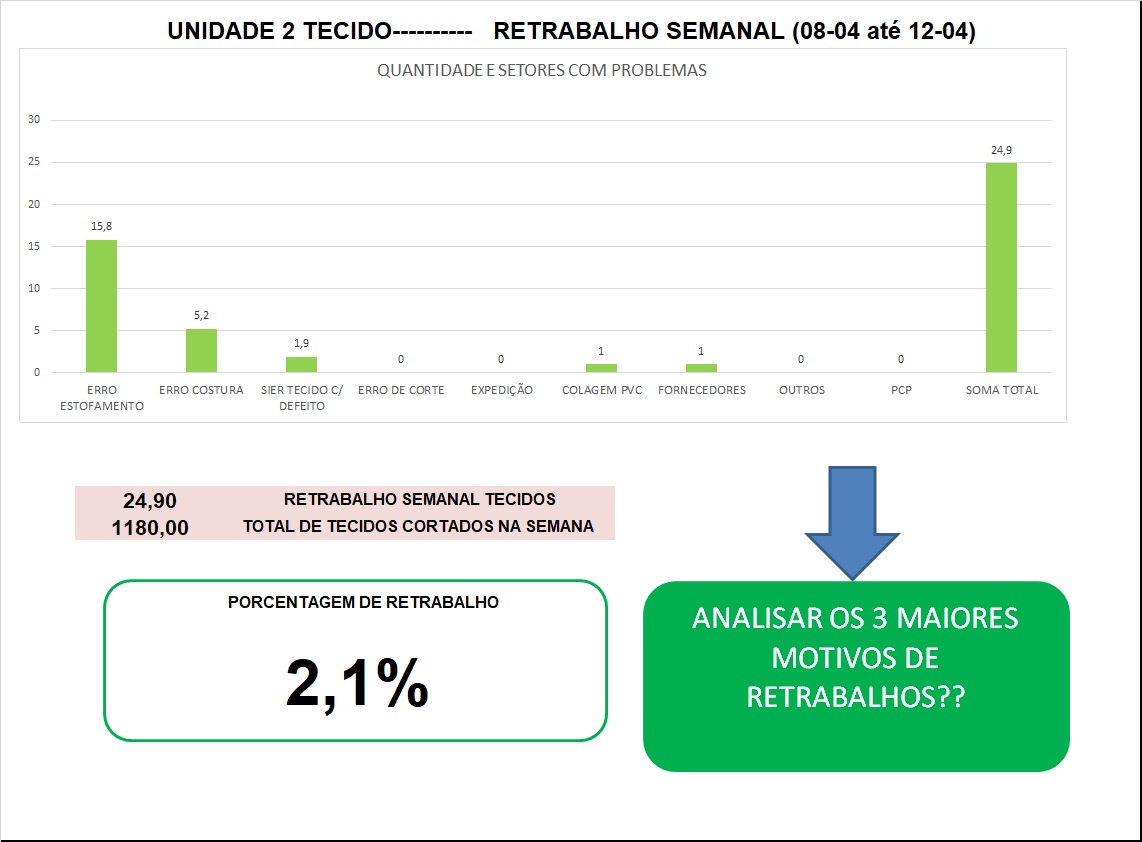 UNIDADE 2 TECIDO---------- RETRABALHO SEMANAL (08-04 até 12-04)
QUANTIDADE E SETORES COM PROBLEMAS
30
25
20
15
10
5
0
15,8
5,2
1,9
0
0
1
1
0
0
24,9
ERRO ESTOFAMENTO
ERRO COSTURA
SIER TECIDO C/ DEFEITO
ERRO DE CORTE
EXPEDIÇÃO
COLAGEM PVC
FORNECEDORES
OUTROS
PCP
SOMA TOTAL
24,90 RETRABALHO SEMANAL TECIDOS
1180,00 TOTAL DE TECIDOS CORTADOS NA SEMANA
PORCENTAGEM DE RETRABALHO
2,1%
ANALISAR OS 3 MAIORES
MOTIVOS DE
RETRABALHOS??